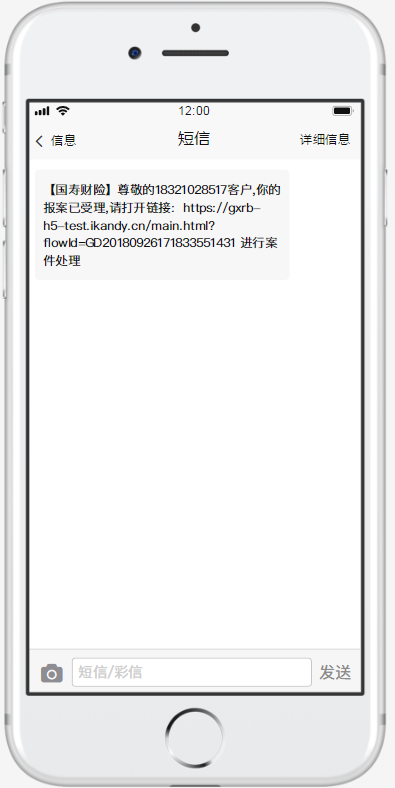 12:00
信息
短信
详细信息
【国寿财险】尊敬的18321028517客户,你的
报案已受理,请打开链接：https://gxrb-
h5-test.ikandy.cn/main.html?
flowId=GD20180926171833551431 进行案
件处理
短信/彩信
发送